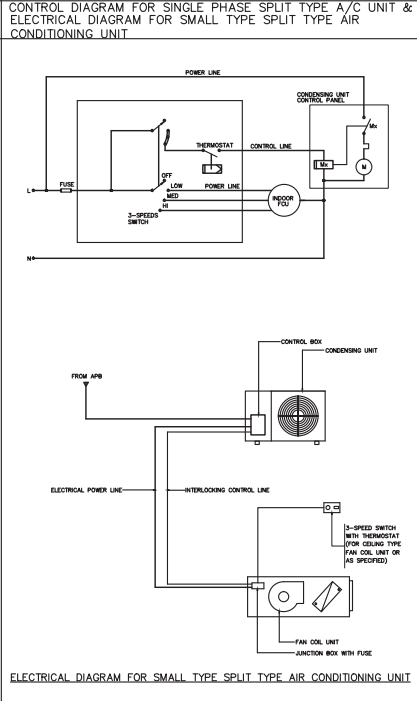 CONTROL DIAGRAM FOR SINGLE PHASE SPLIT TYPE A/C UNIT &
ELECTRICAL DIAGRAM FOR SMALL TYPE SPLIT TYPE AIR
CONDITIONING UNIT
POWER LINE
CONDENSING UNIT
CONTROL PANEL
Mx
THERMOSTAT
CONTROL LINE
Mx
M
OFF
FUSE
L
LOW
POWER LINE
MED
HI
INDOOR
FCU
3-SPEEDS
SWITCH
N
CONTROL BOX
CONDENSING UNIT
FROM APB
ELECTRICAL POWER LINE
INTERLOCKING CONTROL LINE
3-SPEED SWITCH
WITH THERMOSTAT
(FOR CEILING TYPE
FAN COIL UNIT OR
AS SPECIFIED)
FAN COIL UNIT
JUNCTION BOX WITH FUSE
ELECTRICAL DIAGRAM FOR SMALL TYPE SPLIT TYPE AIR CONDITIONING UNIT